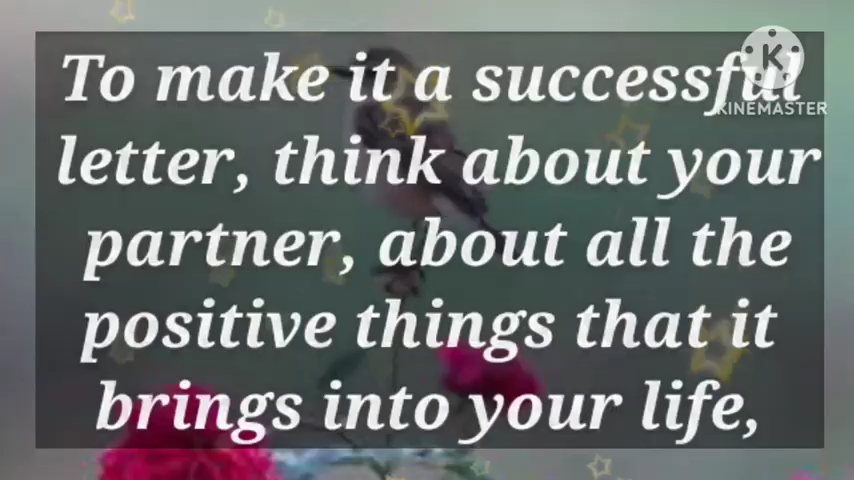 To make it a successful
letter, think about your
partner, about all the
positive things that it
brings into your life,
K
KINEMASTER